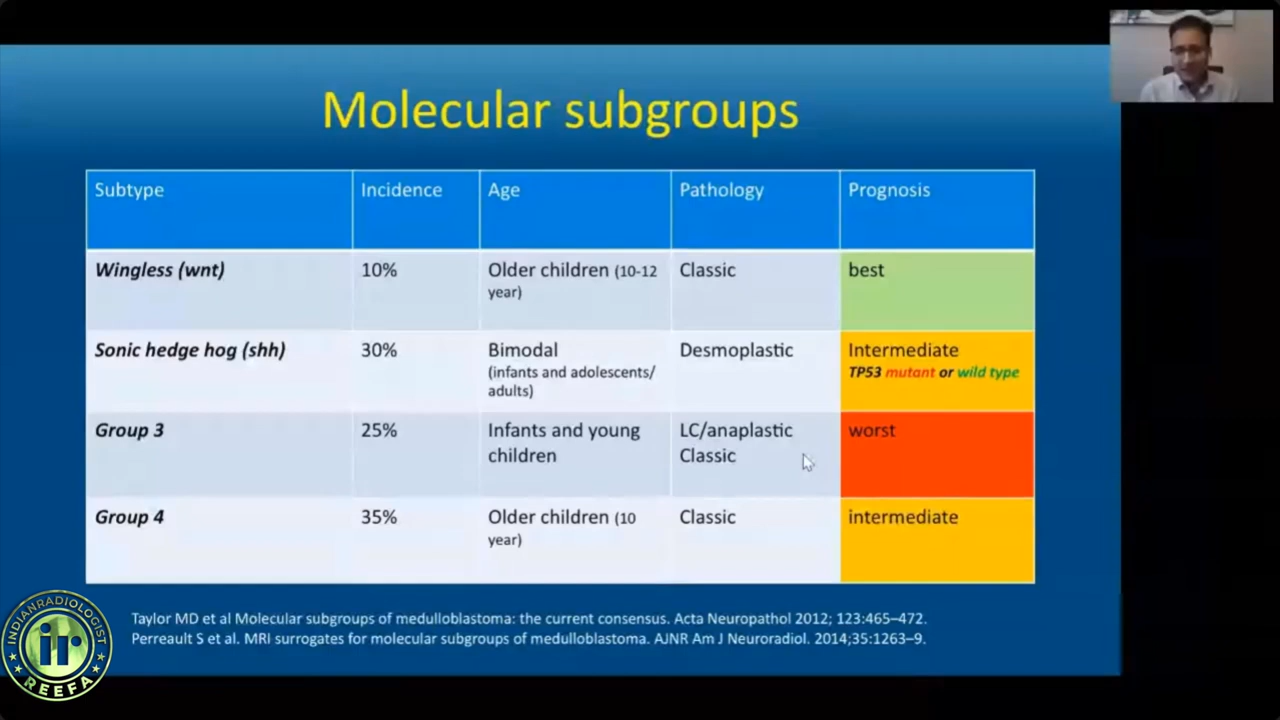 Molecular subgroups
Subtype
Incidence
Age
Pathology
Prognosis
Wingless (wnt)
10%
Older children (10-12
year)
Classic
best
Sonic hedge hog (shh)
30%
Bimodal
(infants and adolescents/
adults)
Desmoplastic
Intermediate
TP53 mutant or wild type
Group 3
25%
Infants and young
children
LC/anaplastic
Classic
worst
Group 4
35%
Older children (10
year)
Classic
intermediate
Taylor MD et al Molecular subgroups of medulloblastoma: the current consensus. Acta Neuropathol 2012; 123:465–472.
Perreault S et al. MRI surrogates for molecular subgroups of medulloblastoma. AJNR Am J Neuroradiol. 2014;35:1263–9.
INDIANRADIOLOGIST
ir
REEFA